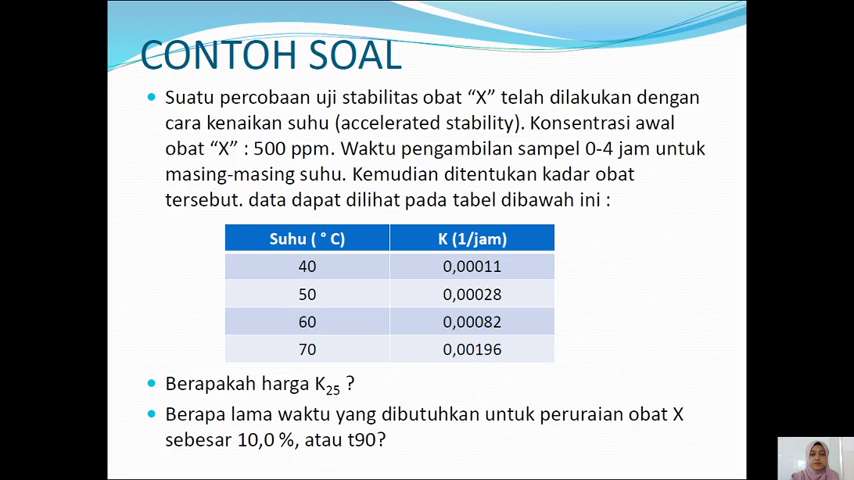 CONTOH SOAL
• Suatu percobaan uji stabilitas obat “X” telah dilakukan dengan
cara kenaikan suhu (accelerated stability). Konsentrasi awal
obat “X” : 500 ppm. Waktu pengambilan sampel 0-4 jam untuk
masing-masing suhu. Kemudian ditentukan kadar obat
tersebut. data dapat dilihat pada tabel dibawah ini :
Suhu ( ° C) K (1/jam)
40 0,00011
50 0,00028
60 0,00082
70 0,00196
• Berapakah harga K25 ?
• Berapa lama waktu yang dibutuhkan untuk peruraian obat X
sebesar 10,0 %, atau t90?